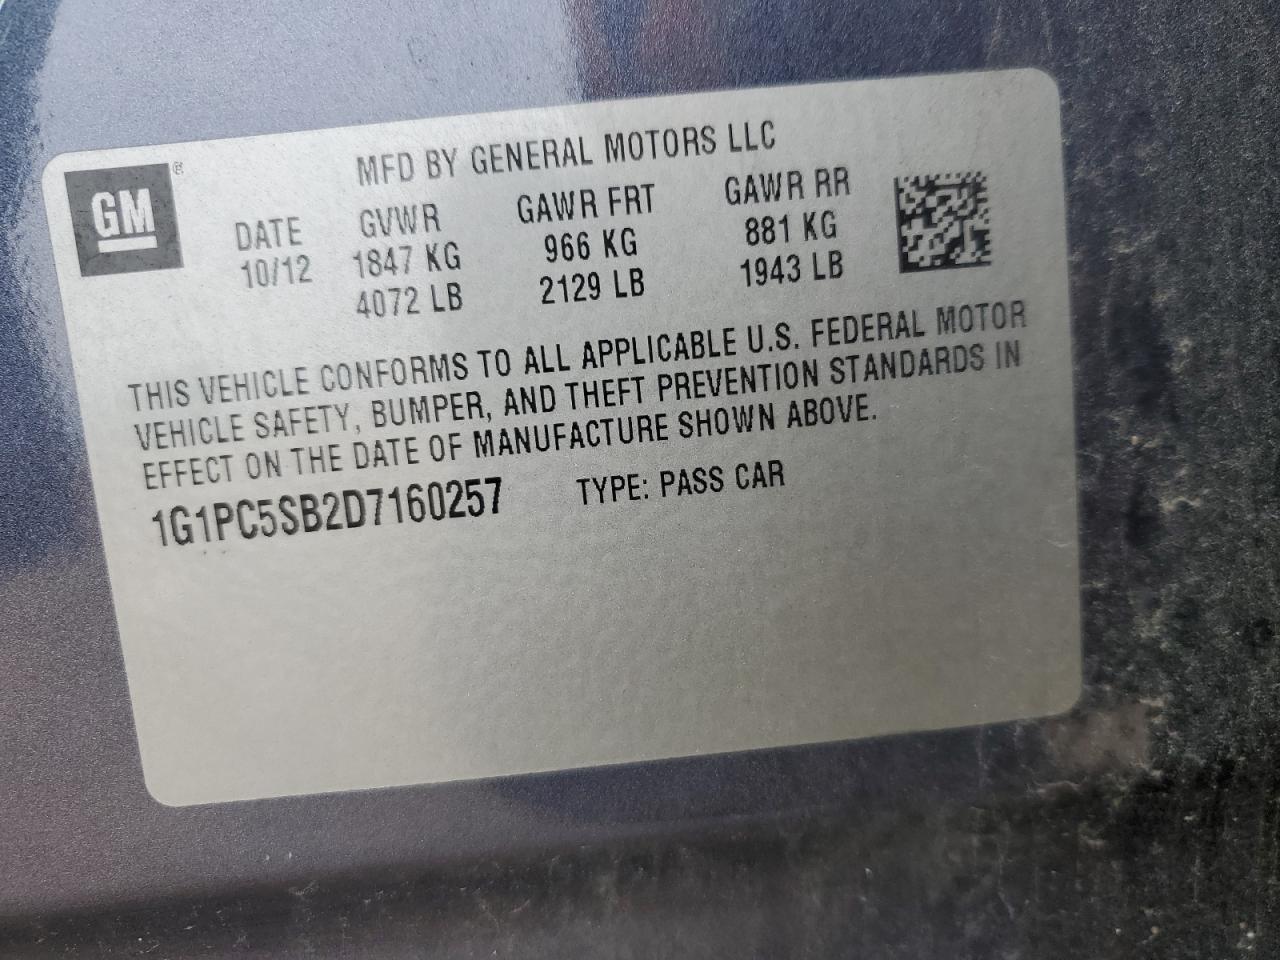 GM ®
MFD BY GENERAL MOTORS LLC
DATE GVWR GAWR FRT GAWR RR
10/12 1847 KG 966 KG 881 KG
4072 LB 2129 LB 1943 LB
THIS VEHICLE CONFORMS TO ALL APPLICABLE U.S. FEDERAL MOTOR
VEHICLE SAFETY, BUMPER, AND THEFT PREVENTION STANDARDS IN
EFFECT ON THE DATE OF MANUFACTURE SHOWN ABOVE.
1G1PC5SB2D7160257 TYPE: PASS CAR